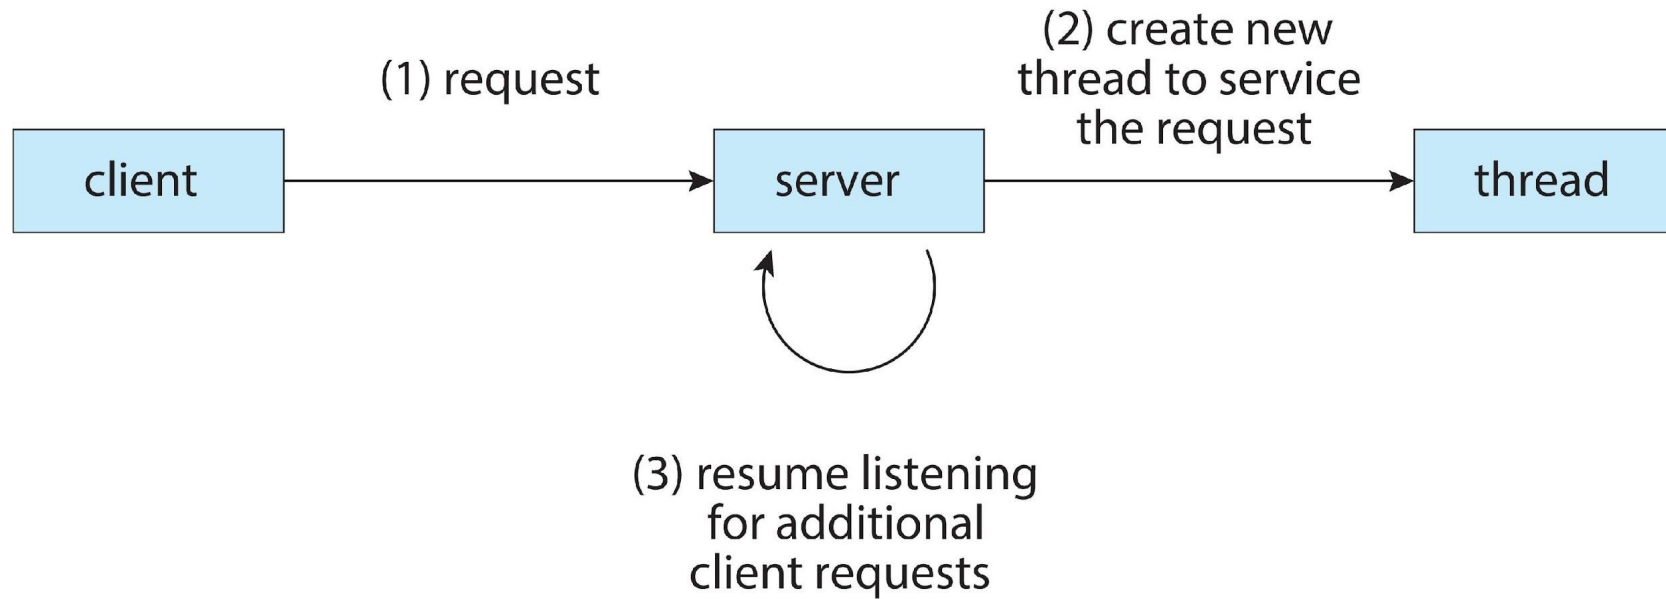 (1) request
(2) create new
thread to service
the request
client
server
thread
(3) resume listening
for additional
client requests